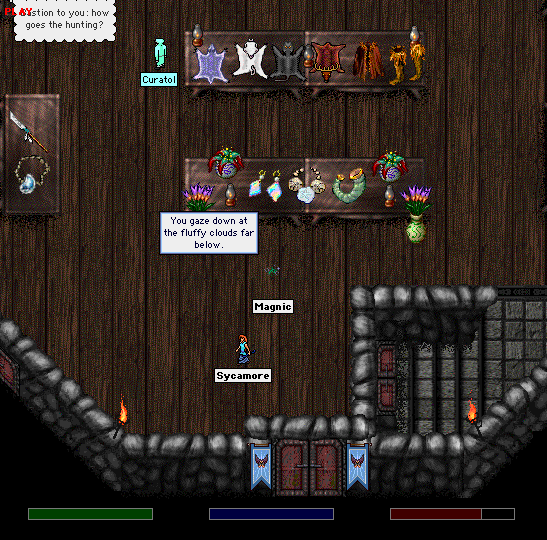 stion to you: how
goes the hunting?
Curatol
You gaze down at
the fluffy clouds far
below.
Magnic
Sycamore